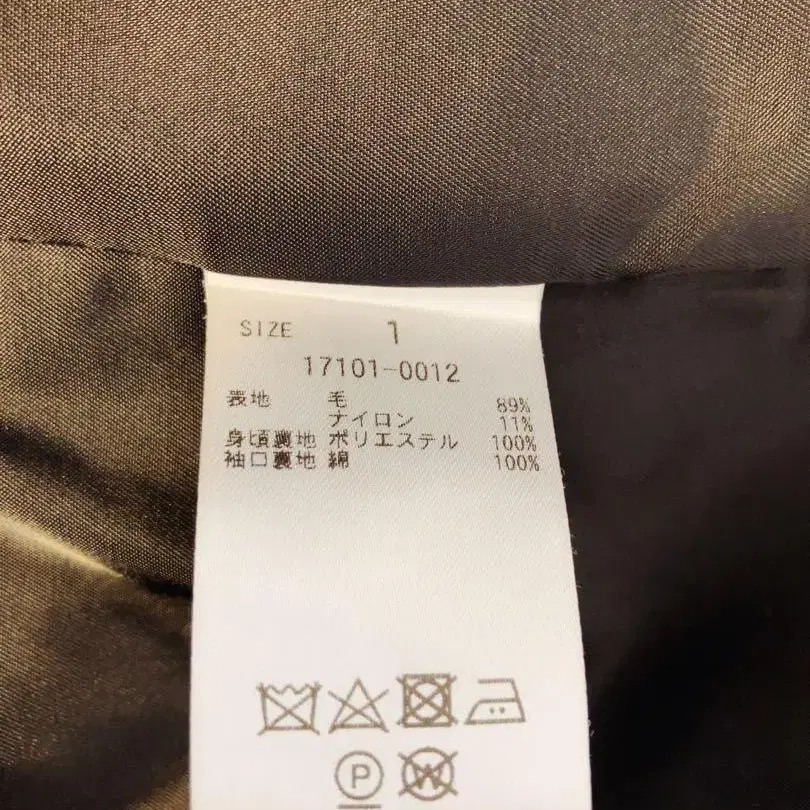 SIZE 1
17101-0012
表地 毛 89%
ナイロン 11%
身頃裏地 ポリエステル 100%
袖口裏地 綿 100%
P W